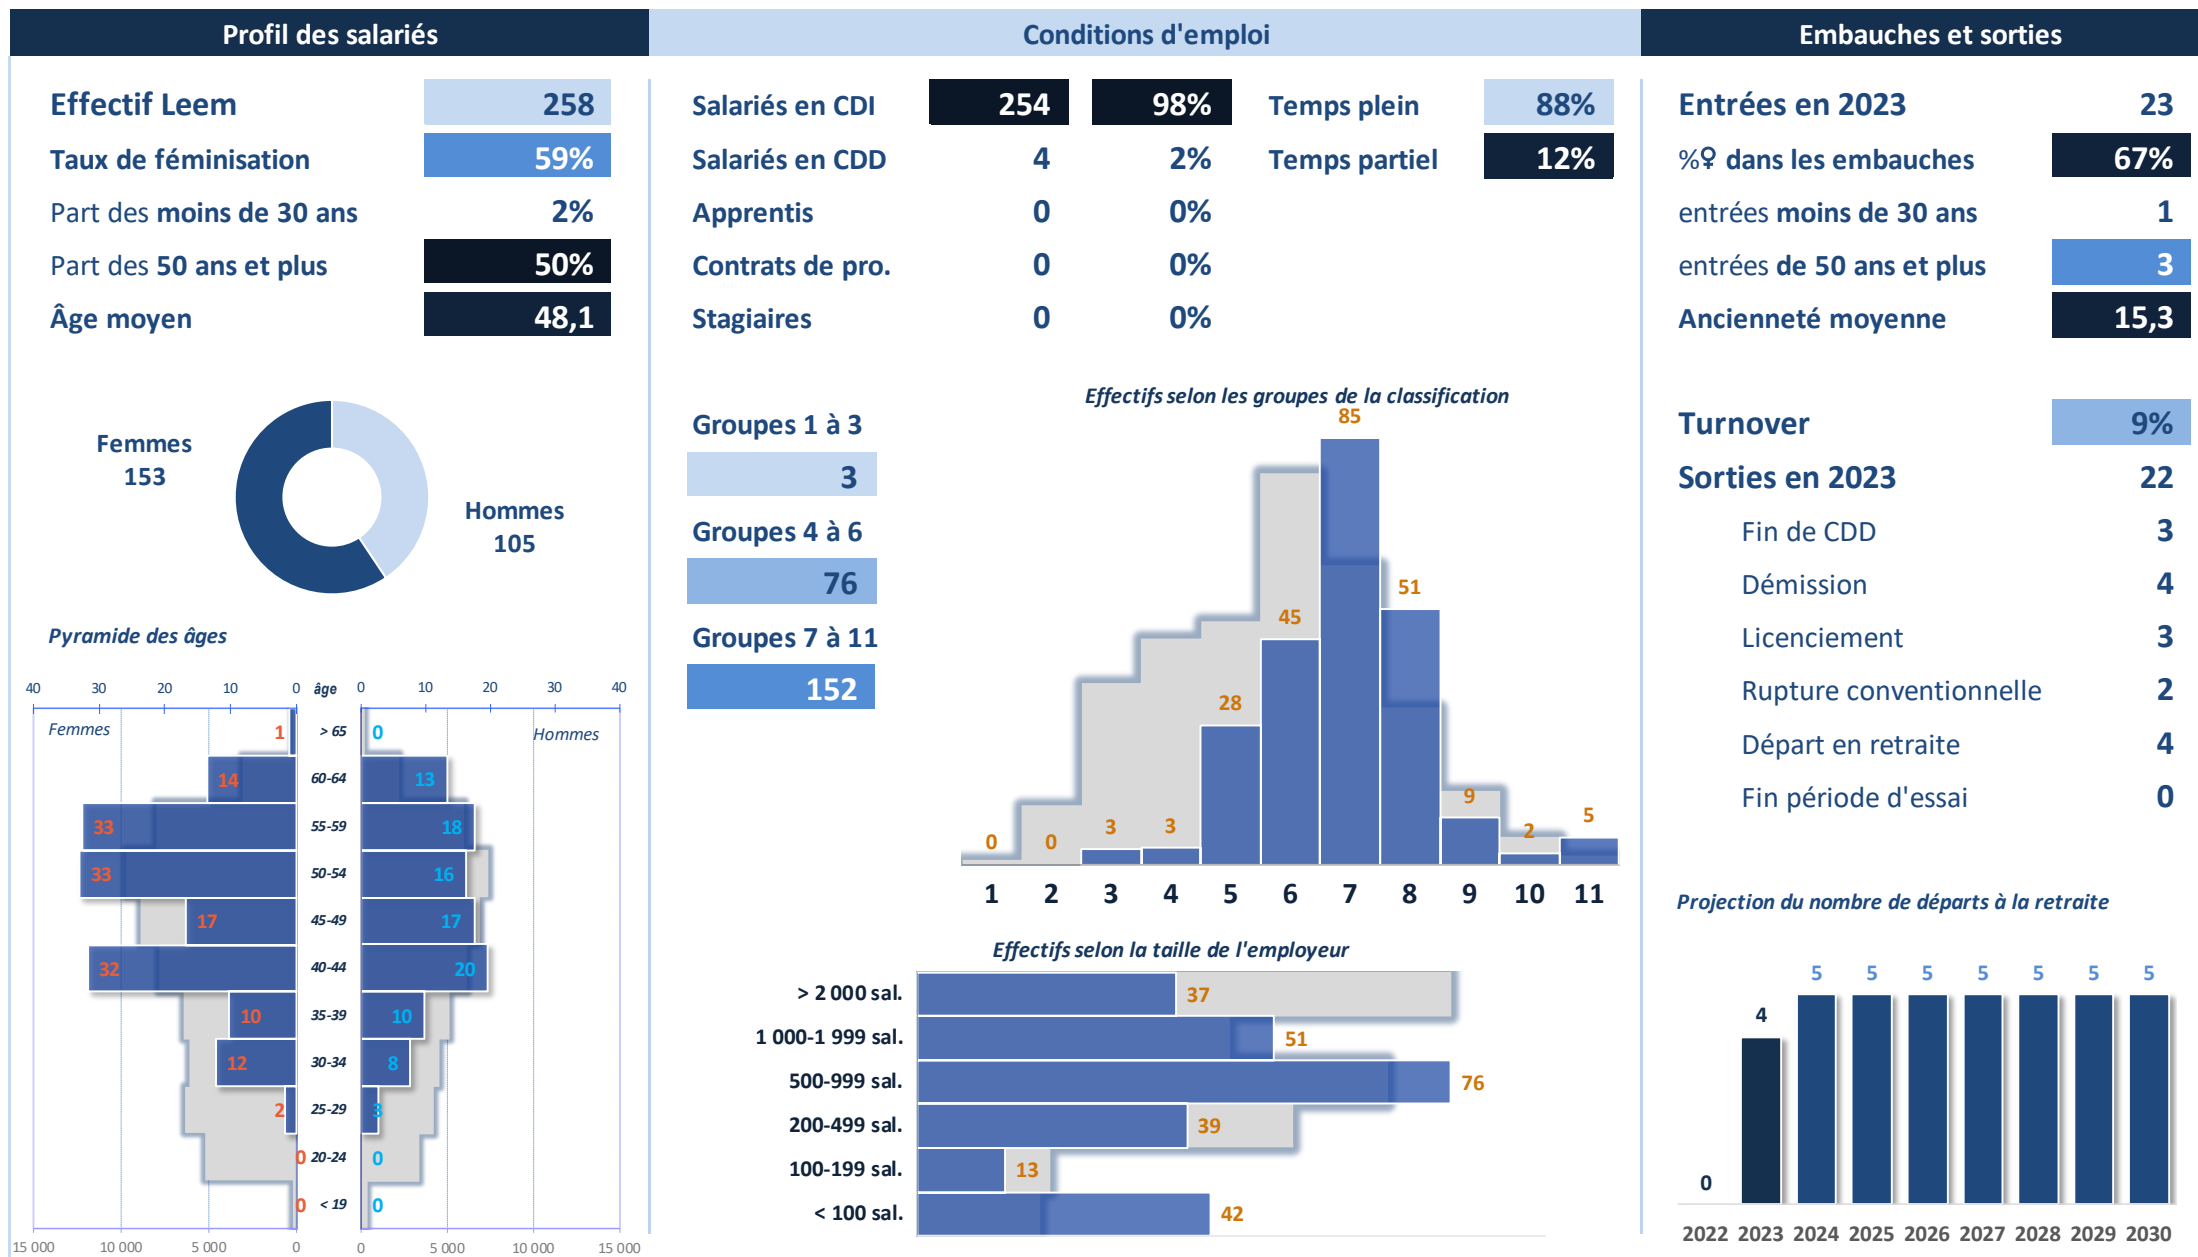 Profil des salariés
Effectif Leem 258
Taux de féminisation 59%
Part des moins de 30 ans 2%
Part des 50 ans et plus 50%
Âge moyen 48,1
Femmes
153
Hommes
105
Pyramide des âges
40 30 20 10 0 âge 0 10 20 30 40
Femmes Hommes
1 > 65 0
14 60-64 13
33 55-59 18
33 50-54 16
17 45-49 17
32 40-44 20
10 35-39 10
12 30-34 8
2 25-29 3
0 20-24 0
0 < 19 0
15 000 10 000 5 000 0 0 5 000 10 000 15 000
Conditions d'emploi
Salariés en CDI 254 98% Temps plein 88%
Salariés en CDD 4 2% Temps partiel 12%
Apprentis 0 0%
Contrats de pro. 0 0%
Stagiaires 0 0%
Groupes 1 à 3
3
Groupes 4 à 6
76
Groupes 7 à 11
152
Effectifs selon les groupes de la classification
0 0 3 3 28 45 85 51 9 2 5
1 2 3 4 5 6 7 8 9 10 11
Effectifs selon la taille de l'employeur
> 2 000 sal. 37
1 000-1 999 sal. 51
500-999 sal. 76
200-499 sal. 39
100-199 sal. 13
< 100 sal. 42
Embauches et sorties
Entrées en 2023 23
%♀ dans les embauches 67%
entrées moins de 30 ans 1
entrées de 50 ans et plus 3
Ancienneté moyenne 15,3
Turnover 9%
Sorties en 2023 22
Fin de CDD 3
Démission 4
Licenciement 3
Rupture conventionnelle 2
Départ en retraite 4
Fin période d'essai 0
Projection du nombre de départs à la retraite
0 4 5 5 5 5 5 5 5
2022 2023 2024 2025 2026 2027 2028 2029 2030